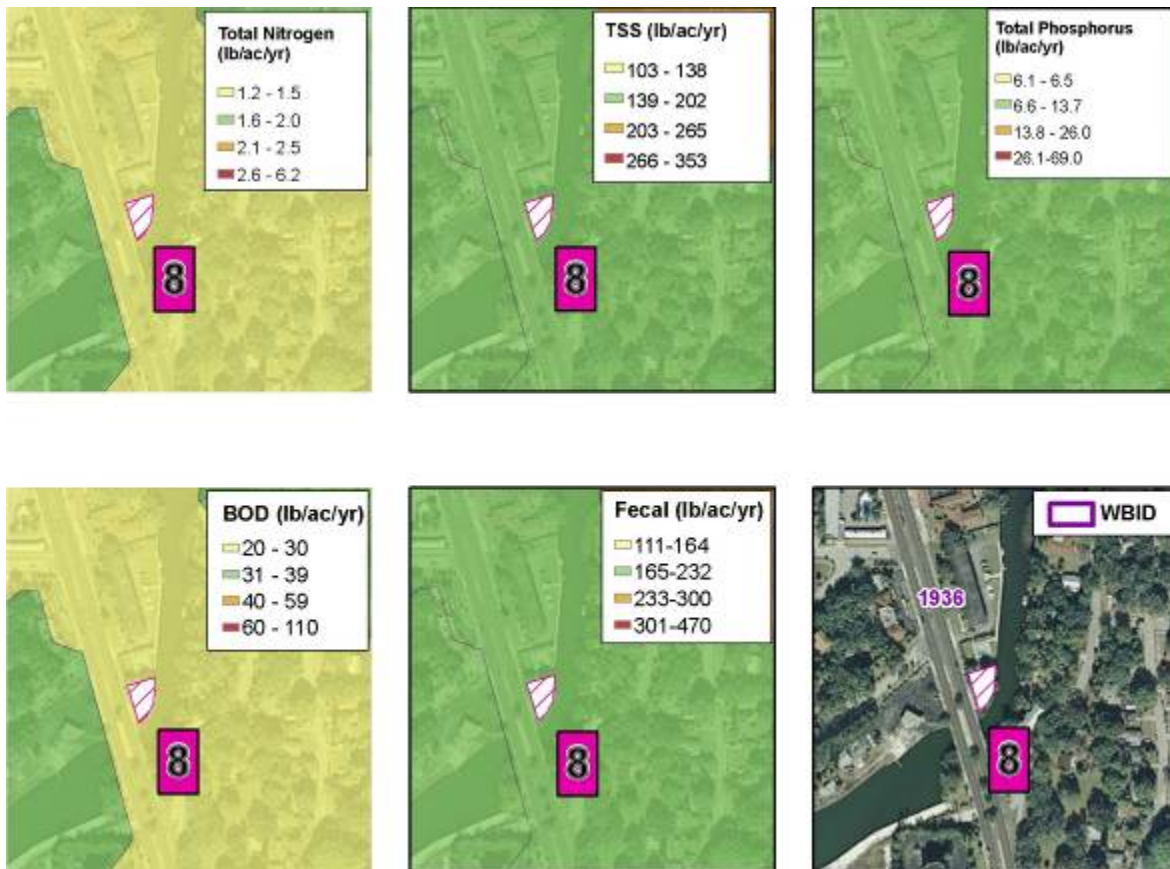 Total Nitrogen
(lb/ac/yr)
1.2 - 1.5
1.6 - 2.0
2.1 - 2.5
2.6 - 6.2
8
TSS (lb/ac/yr)
103 - 138
139 - 202
203 - 265
266 - 353
8
Total Phosphorus
(Lb/ac/yr)
6.1 - 6.5
6.6 - 13.7
13.8 - 26.0
26.1-69.0
8
BOD (lb/ac/yr)
20 - 30
31 - 39
40 - 59
60 - 110
8
Fecal (lb/ac/yr)
111-164
165-232
233-300
301-470
8
WBID
1936
8